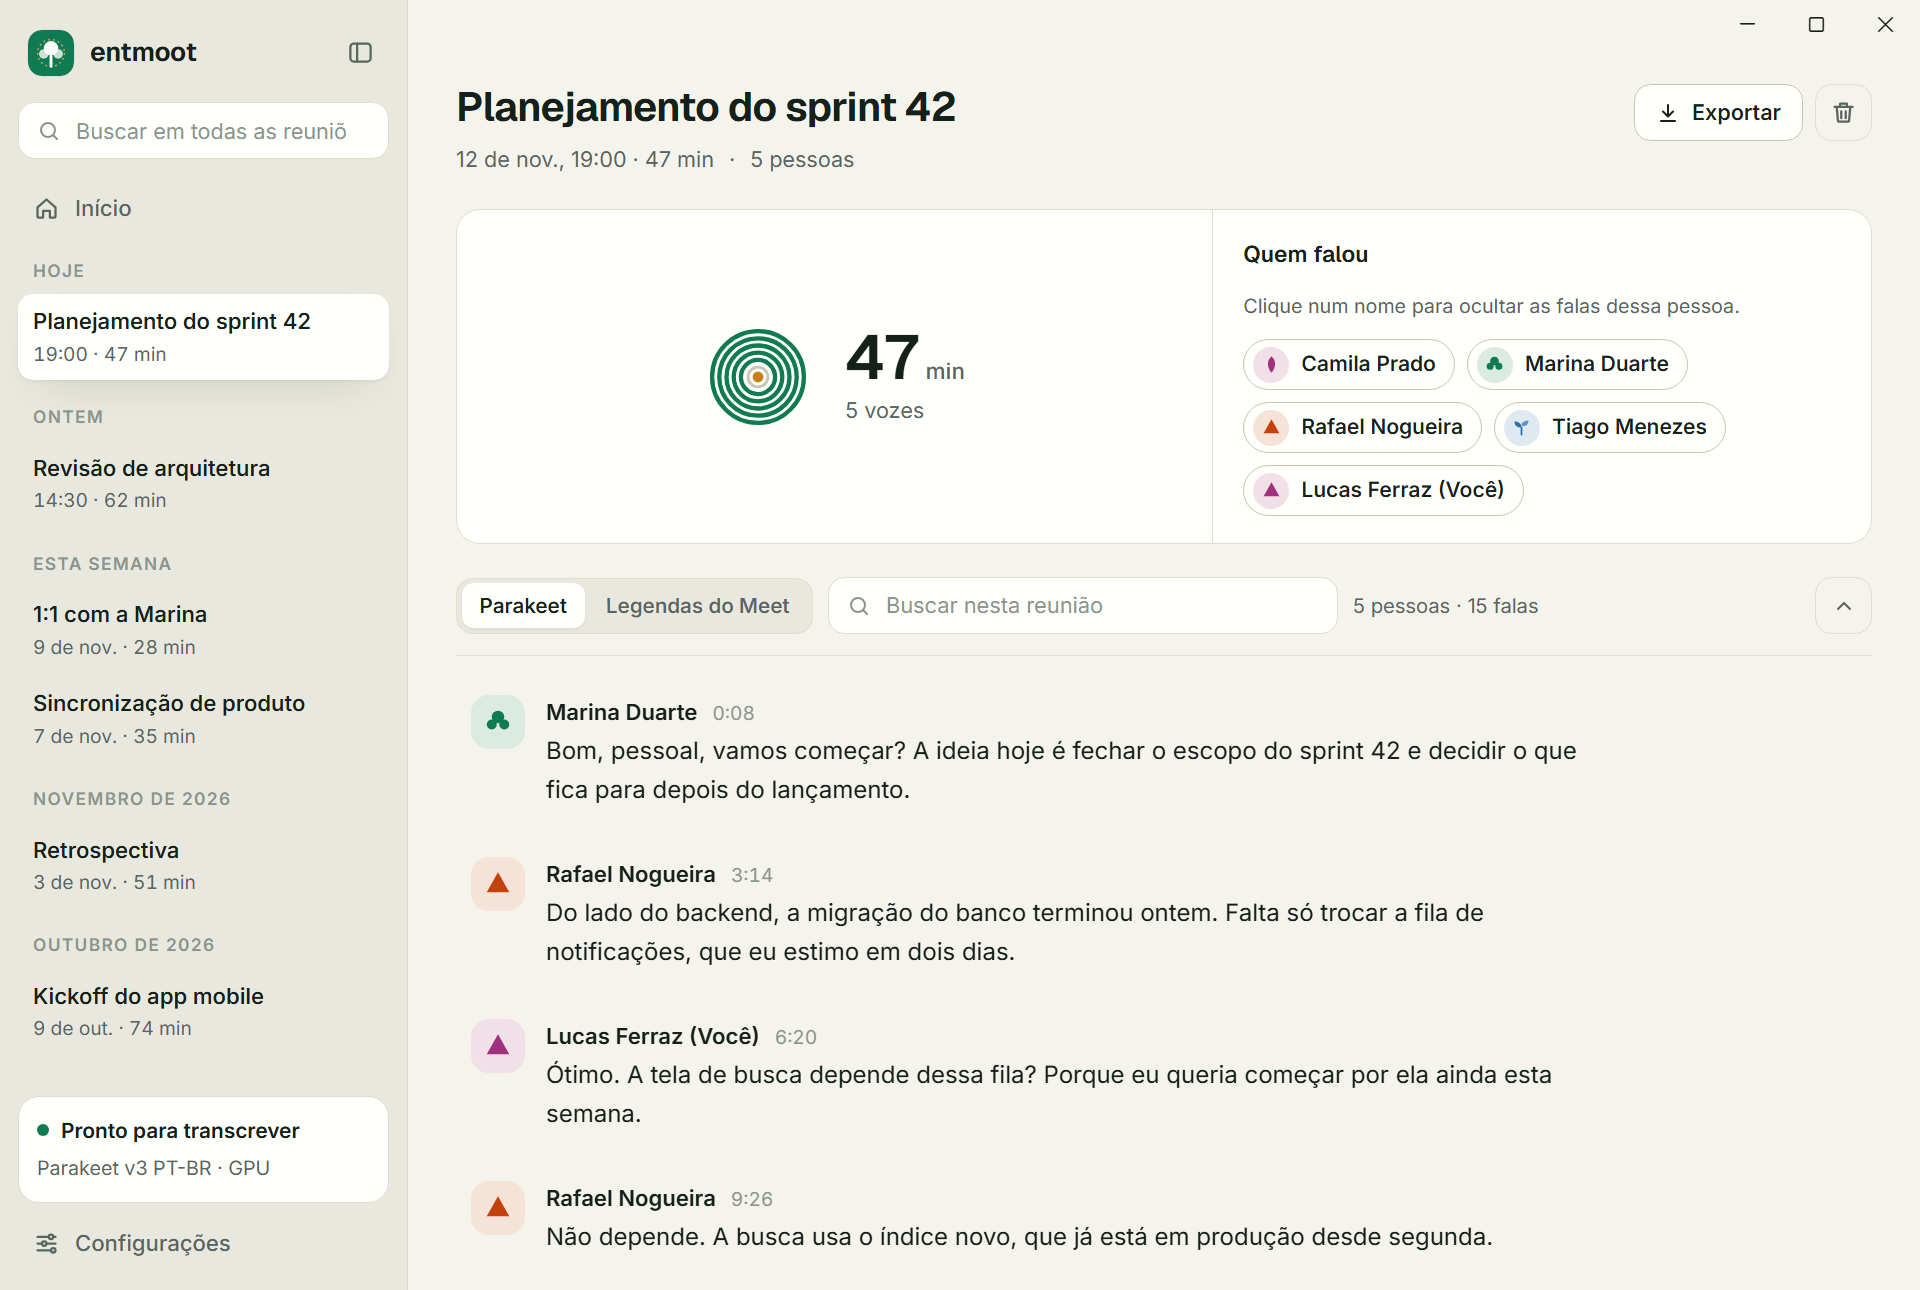 entmoot
Buscar em todas as reuniõ
Início
HOJE
Planejamento do sprint 42
19:00 · 47 min
ONTEM
Revisão de arquitetura
14:30 · 62 min
ESTA SEMANA
1:1 com a Marina
9 de nov. · 28 min
Sincronização de produto
7 de nov. · 35 min
NOVEMBRO DE 2026
Retrospectiva
3 de nov. · 51 min
OUTUBRO DE 2026
Kickoff do app mobile
9 de out. · 74 min
Pronto para transcrever
Parakeet v3 PT-BR · GPU
Configurações
Planejamento do sprint 42
12 de nov., 19:00 · 47 min · 5 pessoas
Exportar
47 min
5 vozes
Quem falou
Clique num nome para ocultar as falas dessa pessoa.
Camila Prado
Marina Duarte
Rafael Nogueira
Tiago Menezes
Lucas Ferraz (Você)
Parakeet
Legendas do Meet
Buscar nesta reunião
5 pessoas · 15 falas
Marina Duarte 0:08
Bom, pessoal, vamos começar? A ideia hoje é fechar o escopo do sprint 42 e decidir o que
fica para depois do lançamento.
Rafael Nogueira 3:14
Do lado do backend, a migração do banco terminou ontem. Falta só trocar a fila de
notificações, que eu estimo em dois dias.
Lucas Ferraz (Você) 6:20
Ótimo. A tela de busca depende dessa fila? Porque eu queria começar por ela ainda esta
semana.
Rafael Nogueira 9:26
Não depende. A busca usa o índice novo, que já está em produção desde segunda.